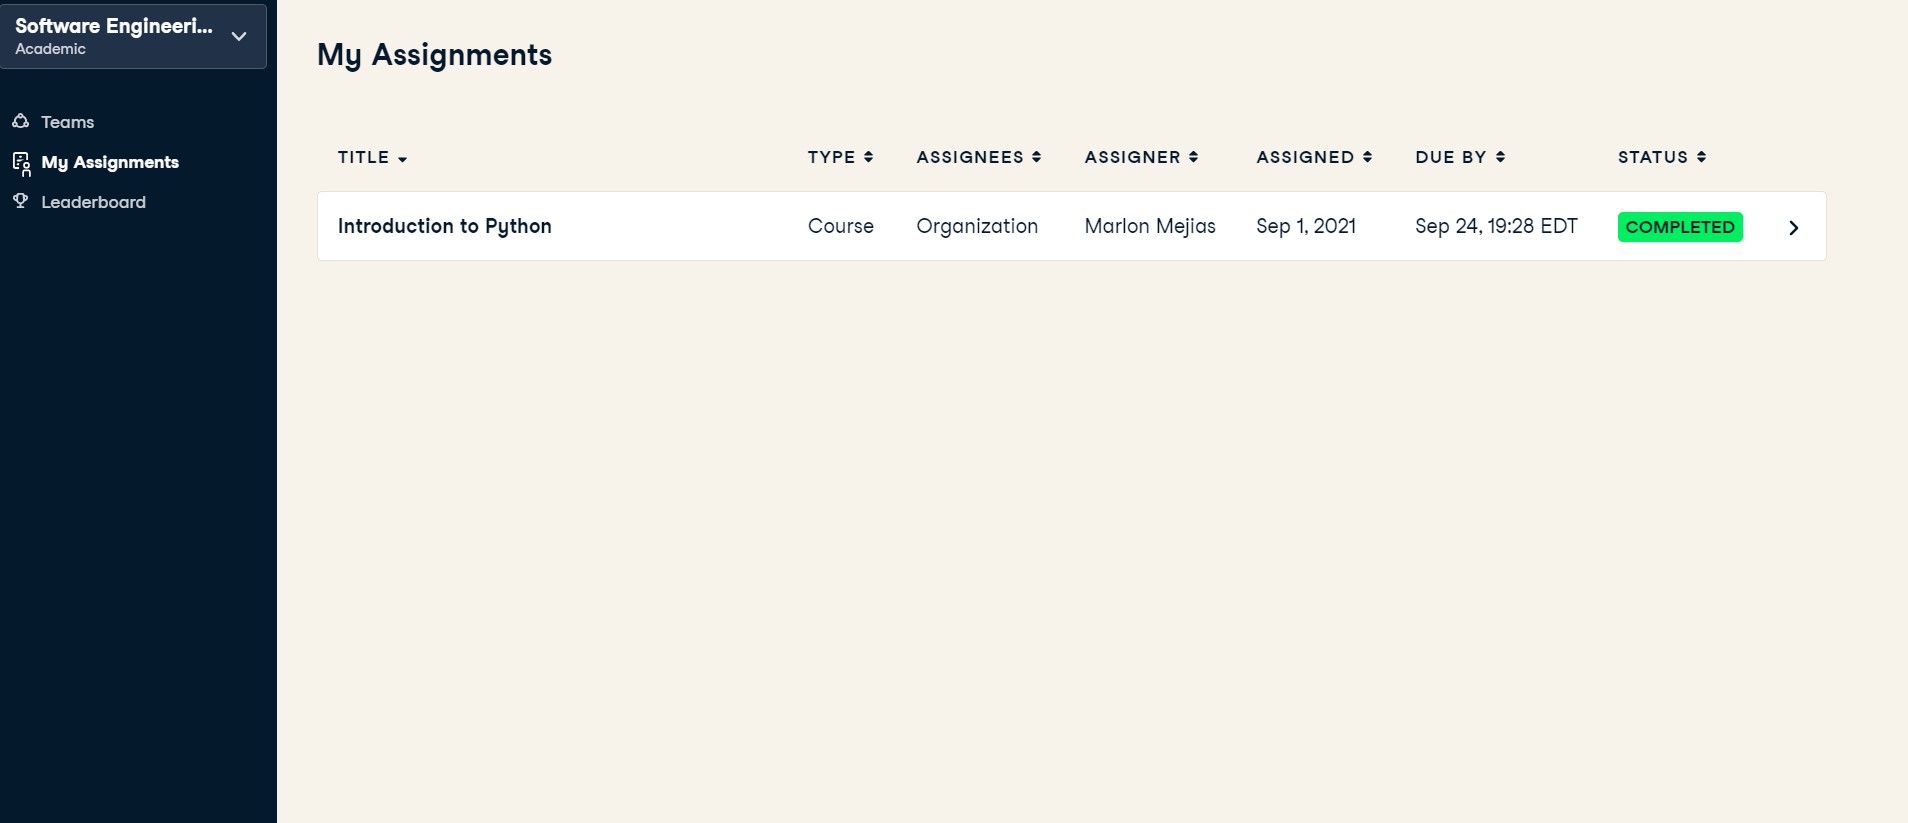 Software Engineeri...
Academic
Teams
My Assignments
Leaderboard
My Assignments
TITLE TYPE ASSIGNEES ASSIGNER ASSIGNED DUE BY STATUS
Introduction to Python Course Organization Marlon Mejias Sep 1, 2021 Sep 24, 19:28 EDT COMPLETED